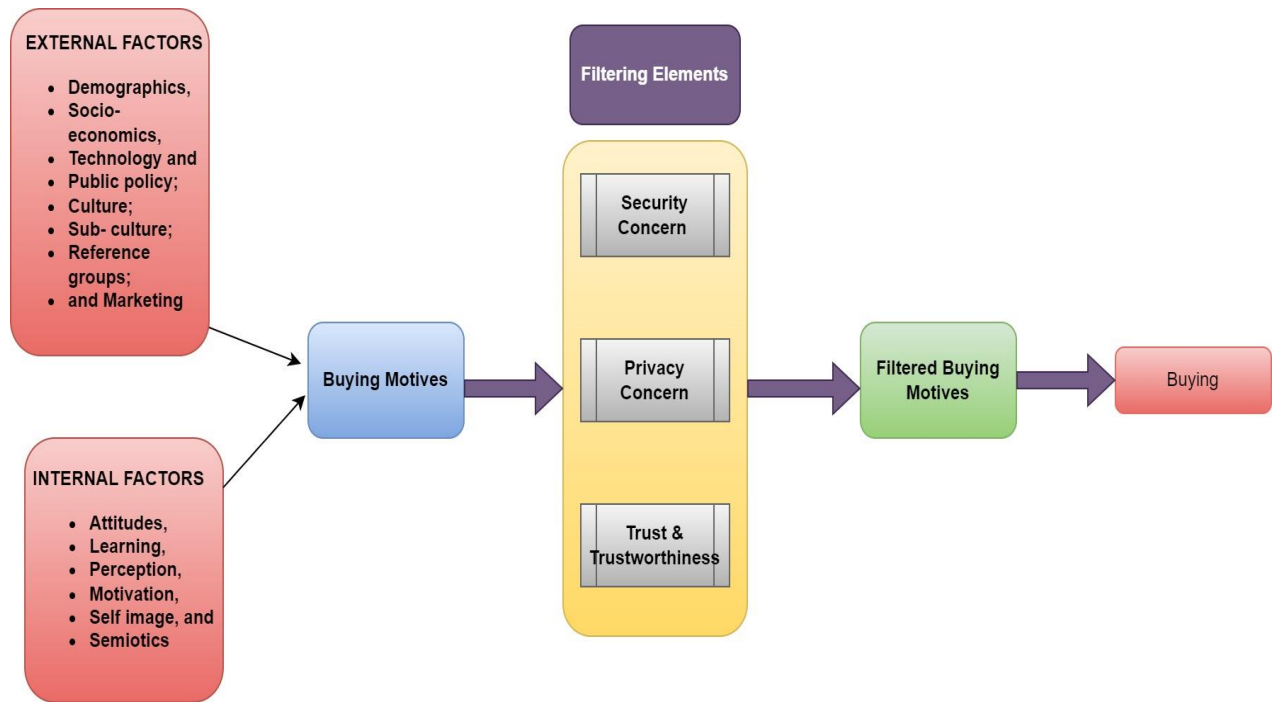 EXTERNAL FACTORS
• Demographics,
• Socio-
economics,
• Technology and
• Public policy;
• Culture;
• Sub- culture;
• Reference
groups;
• and Marketing
INTERNAL FACTORS
• Attitudes,
• Learning,
• Perception,
• Motivation,
• Self image, and
• Semiotics
Buying Motives
Filtering Elements
Security
Concern
Privacy
Concern
Trust &
Trustworthiness
Filtered Buying
Motives
Buying